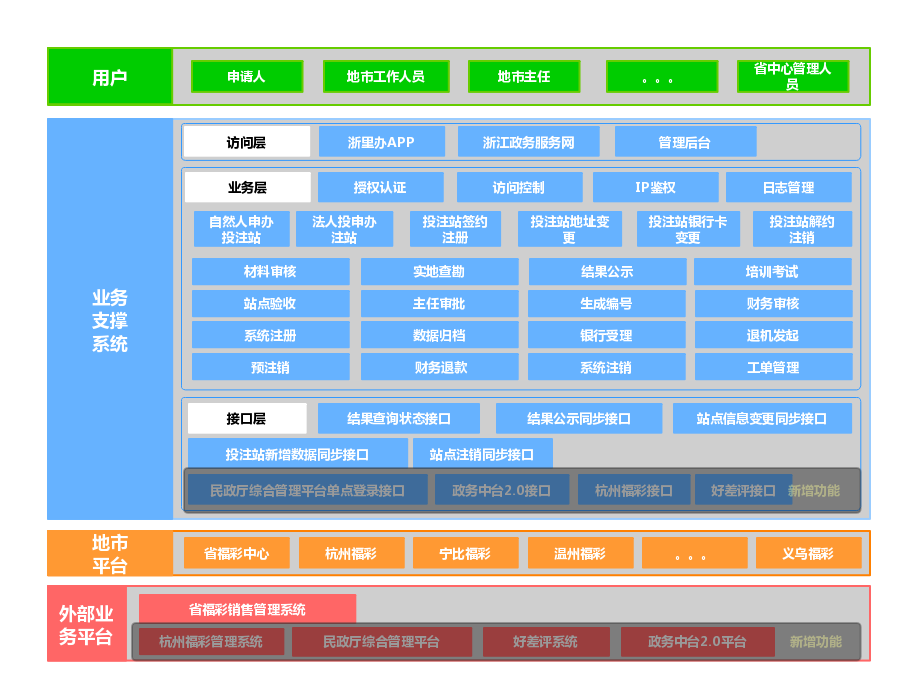 用户
申请人
地市工作人员
地市主任
。。。
省中心管理人
员
业务
支撑
系统
访问层
浙里办APP
浙江政务服务网
管理后台
业务层
授权认证
访问控制
IP鉴权
日志管理
自然人申办
投注站
法人投申办
注站
投注站签约
注册
投注站地址变
更
投注站银行卡
变更
投注站解约
注销
材料审核
实地查勘
结果公示
培训考试
站点验收
主任审批
生成编号
财务审核
系统注册
数据归档
银行受理
退机发起
预注销
财务退款
系统注销
工单管理
接口层
结果查询状态接口
结果公示同步接口
站点信息变更同步接口
投注站新增数据同步接口
站点注销同步接口
民政厅综合管理平台单点登录接口
政务中台2.0接口
杭州福彩接口
好差评接口
新增功能
地市
平台
省福彩中心
杭州福彩
宁比福彩
温州福彩
。。。
义乌福彩
外部业
务平台
省福彩销售管理系统
杭州福彩管理系统
民政厅综合管理平台
好差评系统
政务中台2.0平台
新增功能